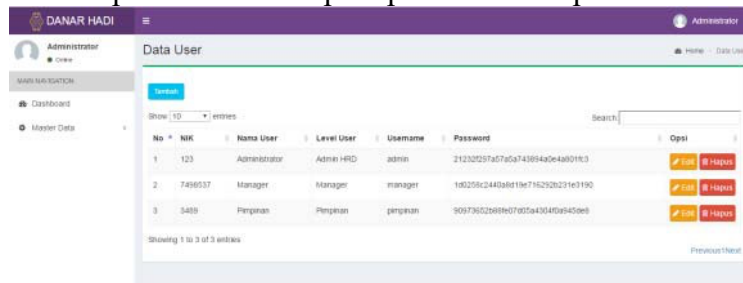 DANAR HADI
Administrator
Administrator
Online
Data User
Home
Data Use
MAIN NAVIGATION
Dashboard
Master Data
Tambah
Show 10 entries
Search:
No NIK Nama User Level User Username Password Opsi
1 123 Administrator Admin HRD admin 21232f297a57a5a743894a0e4a801fc3 Edit Hapus
2 7498537 Manager Manager manager 1d0258c2440a8d19e716292b231e3190 Edit Hapus
3 3489 Pimpinan Pimpinan pimpinan Edit Hapus
Showing 1 to 3 of 3 entries
Previous1Next